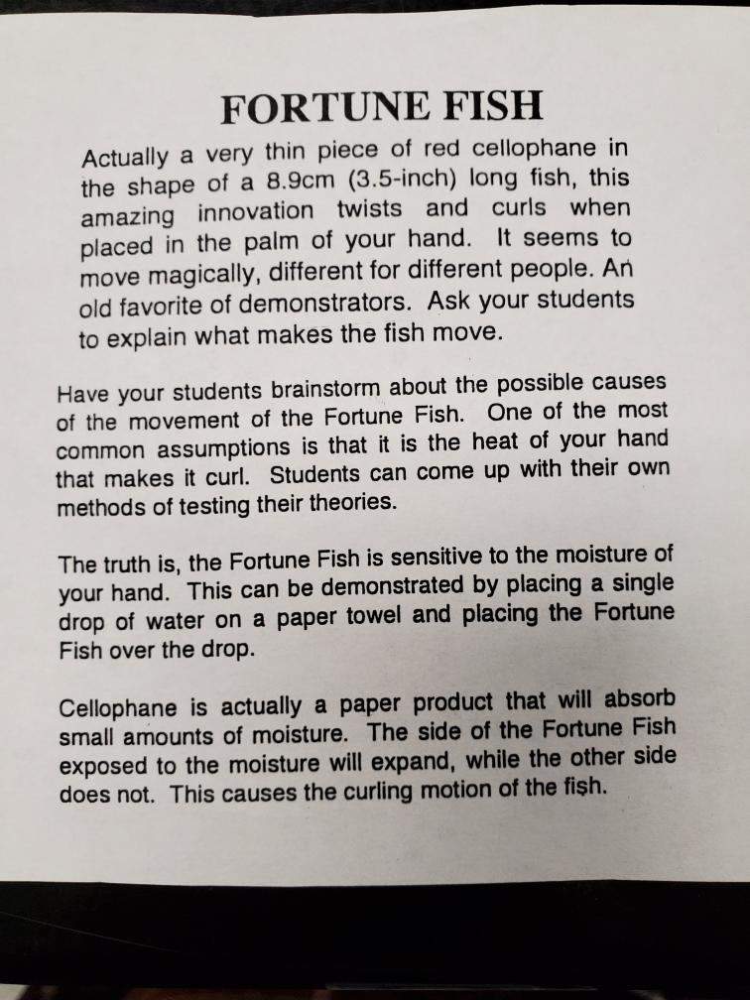 FORTUNE FISH
Actually a very thin piece of red cellophane in
the shape of a 8.9cm (3.5-inch) long fish, this
amazing innovation twists and curls when
placed in the palm of your hand. It seems to
move magically, different for different people. An
old favorite of demonstrators. Ask your students
to explain what makes the fish move.
Have your students brainstorm about the possible causes
of the movement of the Fortune Fish. One of the most
common assumptions is that it is the heat of your hand
that makes it curl. Students can come up with their own
methods of testing their theories.
The truth is, the Fortune Fish is sensitive to the moisture of
your hand. This can be demonstrated by placing a single
drop of water on a paper towel and placing the Fortune
Fish over the drop.
Cellophane is actually a paper product that will absorb
small amounts of moisture. The side of the Fortune Fish
exposed to the moisture will expand, while the other side
does not. This causes the curling motion of the fish.